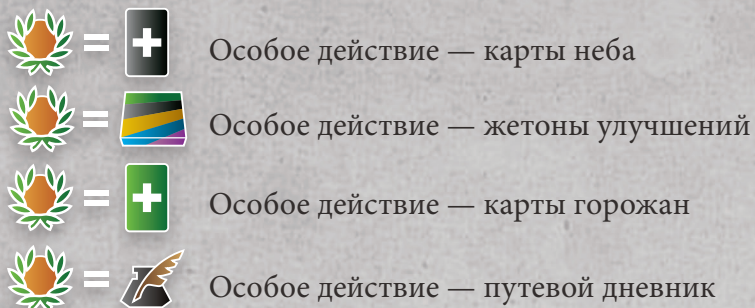 Особое действие — карты неба
Особое действие — жетоны улучшений
Особое действие — карты горожан
Особое действие — путевой дневник